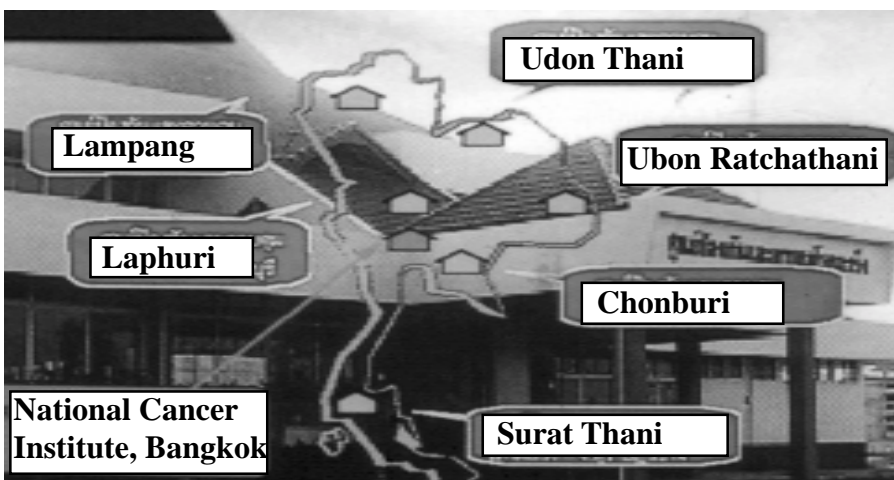 Udon Thani
Lampang
Ubon Ratchathani
Laphuri
Chonburi
National Cancer
Institute, Bangkok
Surat Thani